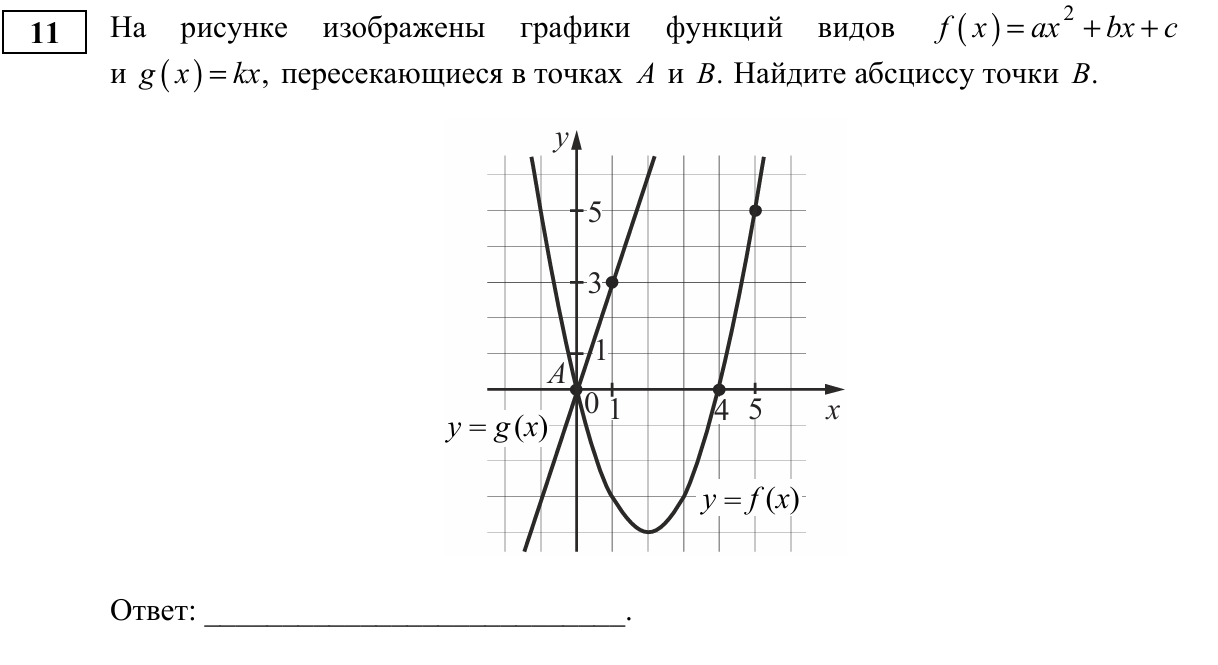 11
На рисунке изображены графики функций видов f(x)=ax²+bx+c
и g(x)=kx, пересекающиеся в точках A и B. Найдите абсциссу точки B.
y
5
3
1
A
0 1 4 5 x
y=g(x)
y=f(x)
Ответ: ___________________________.